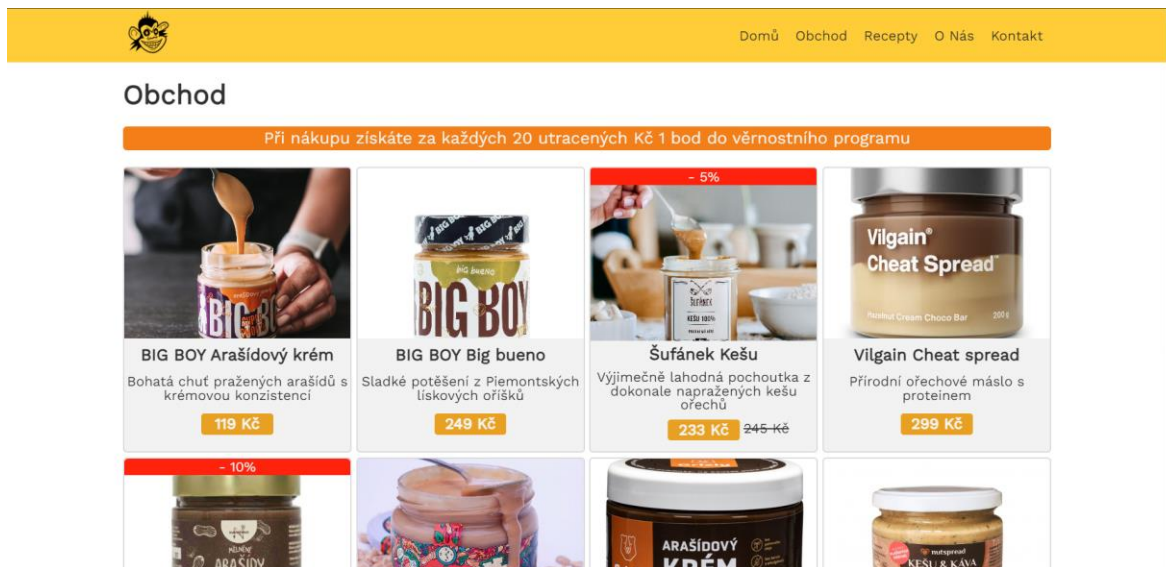 Domů Obchod Recepty O Nás Kontakt
Obchod
Při nákupu získáte za každých 20 utracených Kč 1 bod do věrnostního programu
- 5%
BIG BOY
big bueno
BIG BOY
ŠUFÁNEK
KEŠU 100%
Vilgain®
Cheat Spread™
Hazelnut Cream Choco Bar 200 g
BIG BOY Arašídový krém
Bohatá chuť pražených arašídů s
krémovou konzistencí
119 Kč
BIG BOY Big bueno
Sladké potěšení z Piemontských
lískových oříšků
249 Kč
Šufánek Kešu
Výjimečně lahodná pochoutka z
dokonale napražených kešu
ořechů
233 Kč 245 Kč
Vilgain Cheat spread
Přírodní ořechové máslo s
proteinem
299 Kč
- 10%
ARAŠÍDY
ARAŠÍDOVÝ
KRÉM
nutspread
KEŠU & KÁVA